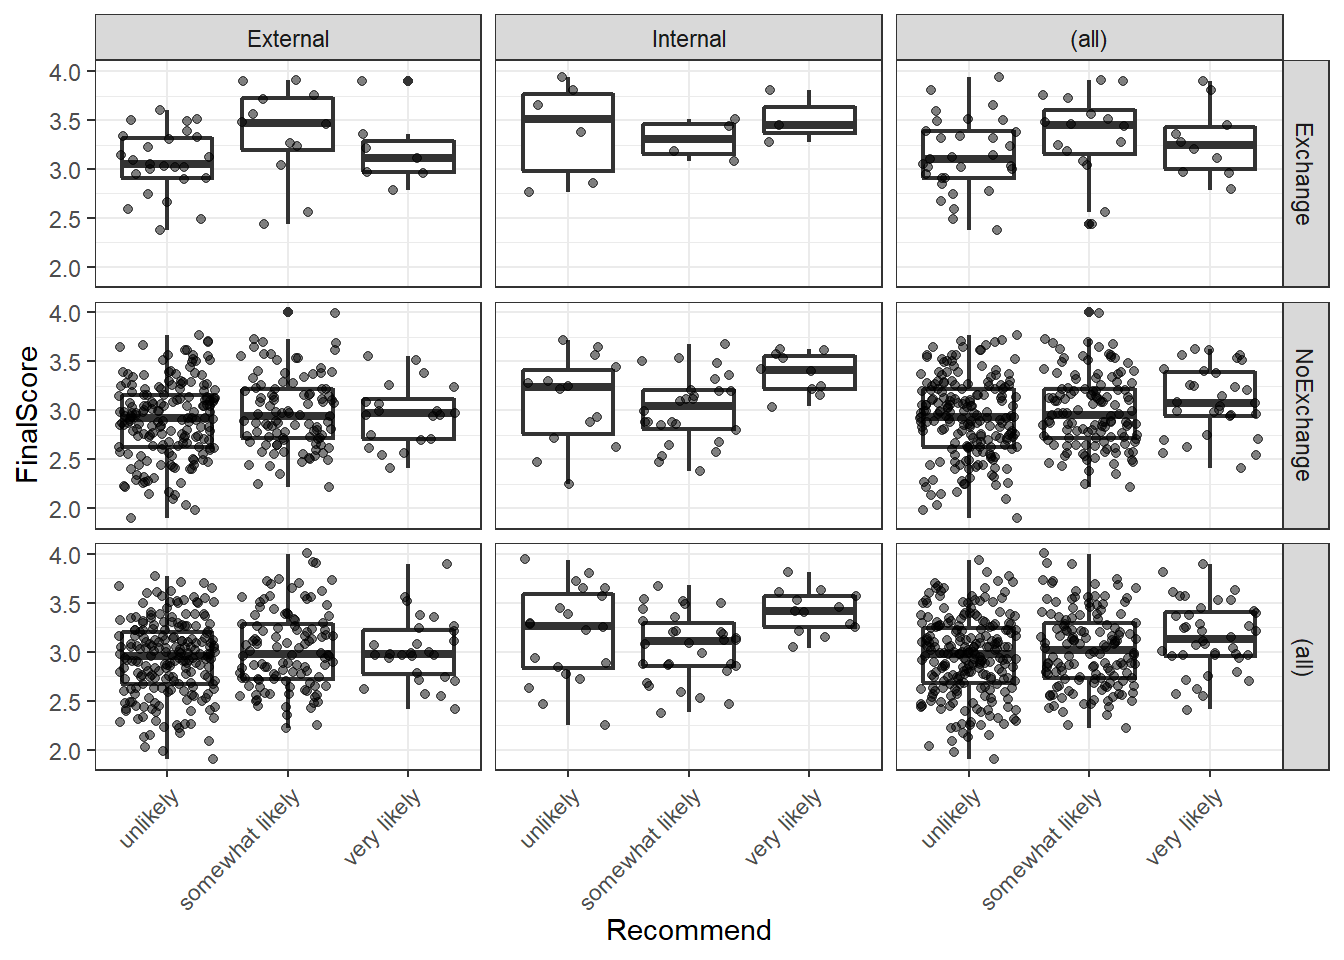 External
Internal
(all)
4.0
3.5
3.0
2.5
2.0
Exchange
4.0
3.5
3.0
2.5
2.0
NoExchange
4.0
3.5
3.0
2.5
2.0
(all)
FinalScore
unlikely
somewhat likely
very likely
unlikely
somewhat likely
very likely
unlikely
somewhat likely
very likely
Recommend